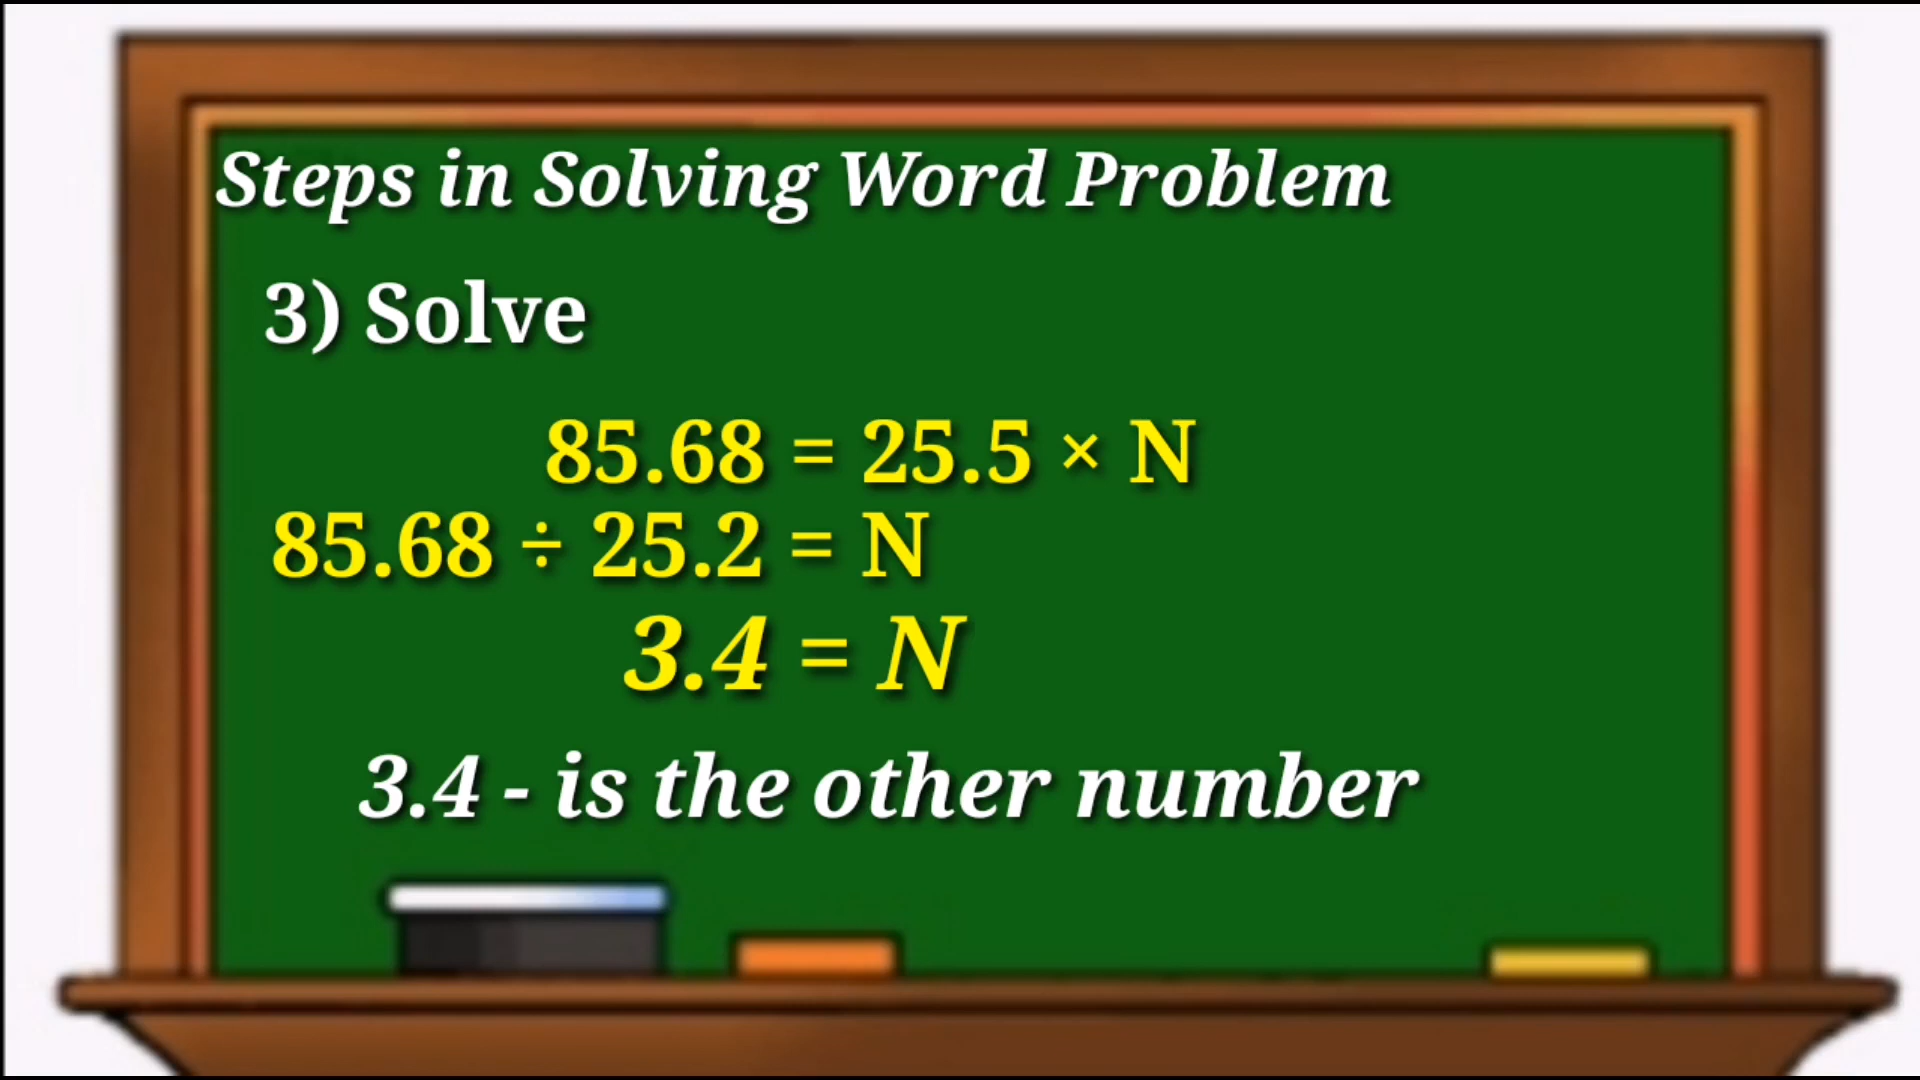 Steps in Solving Word Problem
3) Solve
85.68 = 25.5 × N
85.68 ÷ 25.2 = N
3.4 = N
3.4 - is the other number